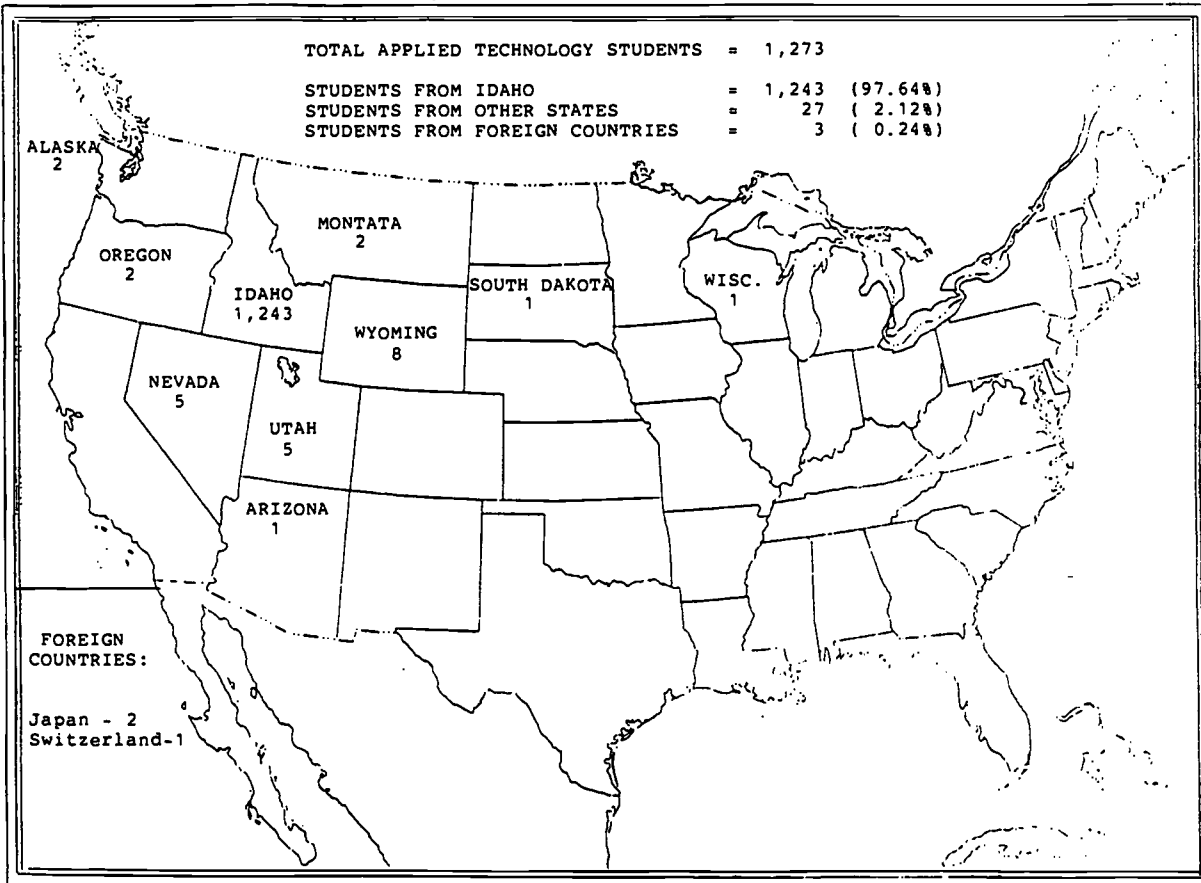 TOTAL APPLIED TECHNOLOGY STUDENTS = 1,273
STUDENTS FROM IDAHO = 1,243 (97.64%)
STUDENTS FROM OTHER STATES = 27 ( 2.12%)
STUDENTS FROM FOREIGN COUNTRIES = 3 ( 0.24%)
ALASKA
2
MONTATA
2
OREGON
2
IDAHO
1,243
SOUTH DAKOTA
1
WISC.
1
WYOMING
8
NEVADA
5
UTAH
5
ARIZONA
1
FOREIGN
COUNTRIES:
Japan - 2
Switzerland-1